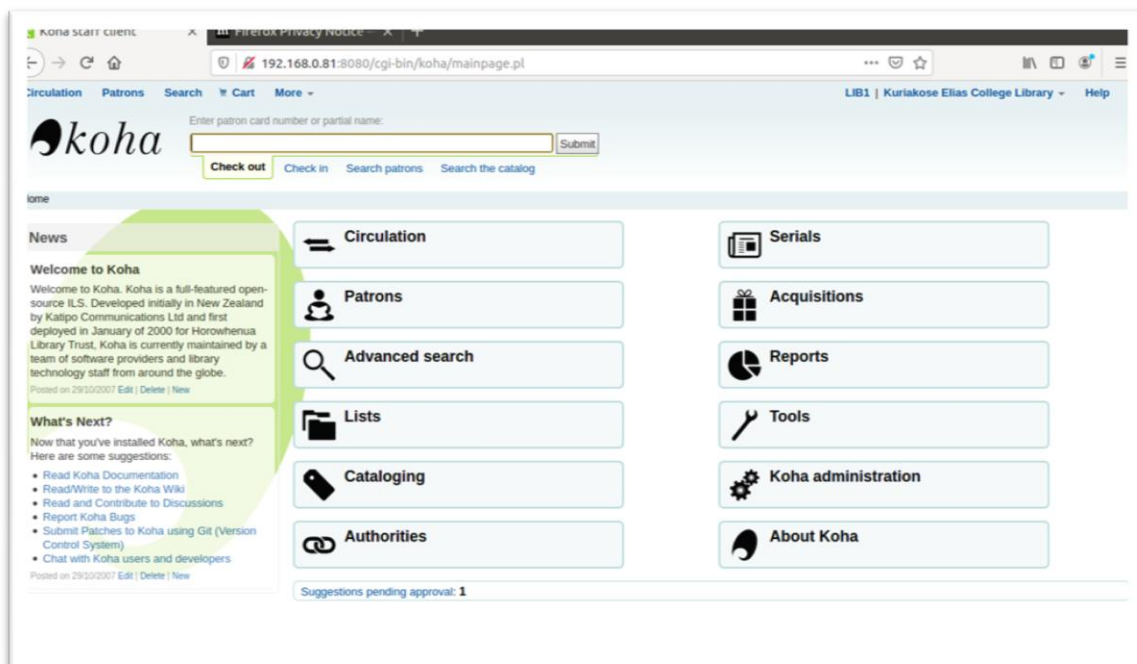 Koha staff client
Firefox Privacy Notice —
192.168.0.81:8080/cgi-bin/koha/mainpage.pl
Circulation Patrons Search Cart More
LIB1 | Kuriakose Elias College Library Help
koha
Enter patron card number or partial name:
Submit
Check out Check in Search patrons Search the catalog
ome
News
Welcome to Koha
Welcome to Koha. Koha is a full-featured open-
source ILS. Developed initially in New Zealand
by Katipo Communications Ltd and first
deployed in January of 2000 for Horowhenua
Library Trust, Koha is currently maintained by a
team of software providers and library
technology staff from around the globe.
Posted on 29/10/2007 Edit | Delete | New
What's Next?
Now that you've installed Koha, what's next?
Here are some suggestions:
• Read Koha Documentation
• Read/Write to the Koha Wiki
• Read and Contribute to Discussions
• Report Koha Bugs
• Submit Patches to Koha using Git (Version
Control System)
• Chat with Koha users and developers
Posted on 29/10/2007 Edit | Delete | New
Circulation
Patrons
Advanced search
Lists
Cataloging
Authorities
Serials
Acquisitions
Reports
Tools
Koha administration
About Koha
Suggestions pending approval: 1